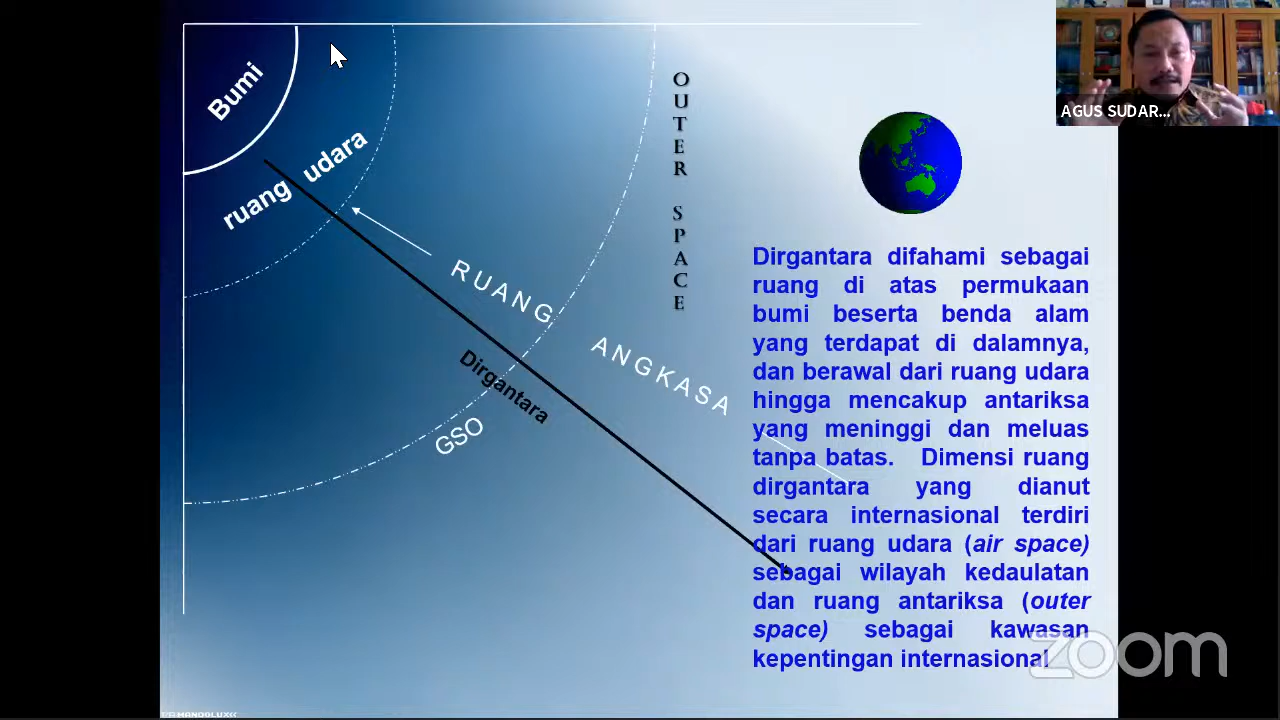 Bumi
ruang udara
RUANG ANGKASA
Dirgantara
GSO
OUTER SPACE
AGUS SUDAR...
Dirgantara difahami sebagai
ruang di atas permukaan
bumi beserta benda alam
yang terdapat di dalamnya,
dan berawal dari ruang udara
hingga mencakup antariksa
yang meninggi dan meluas
tanpa batas. Dimensi ruang
dirgantara yang dianut
secara internasional terdiri
dari ruang udara (air space)
sebagai wilayah kedaulatan
dan ruang antariksa (outer
space) sebagai kawasan
kepentingan internasional
zoom